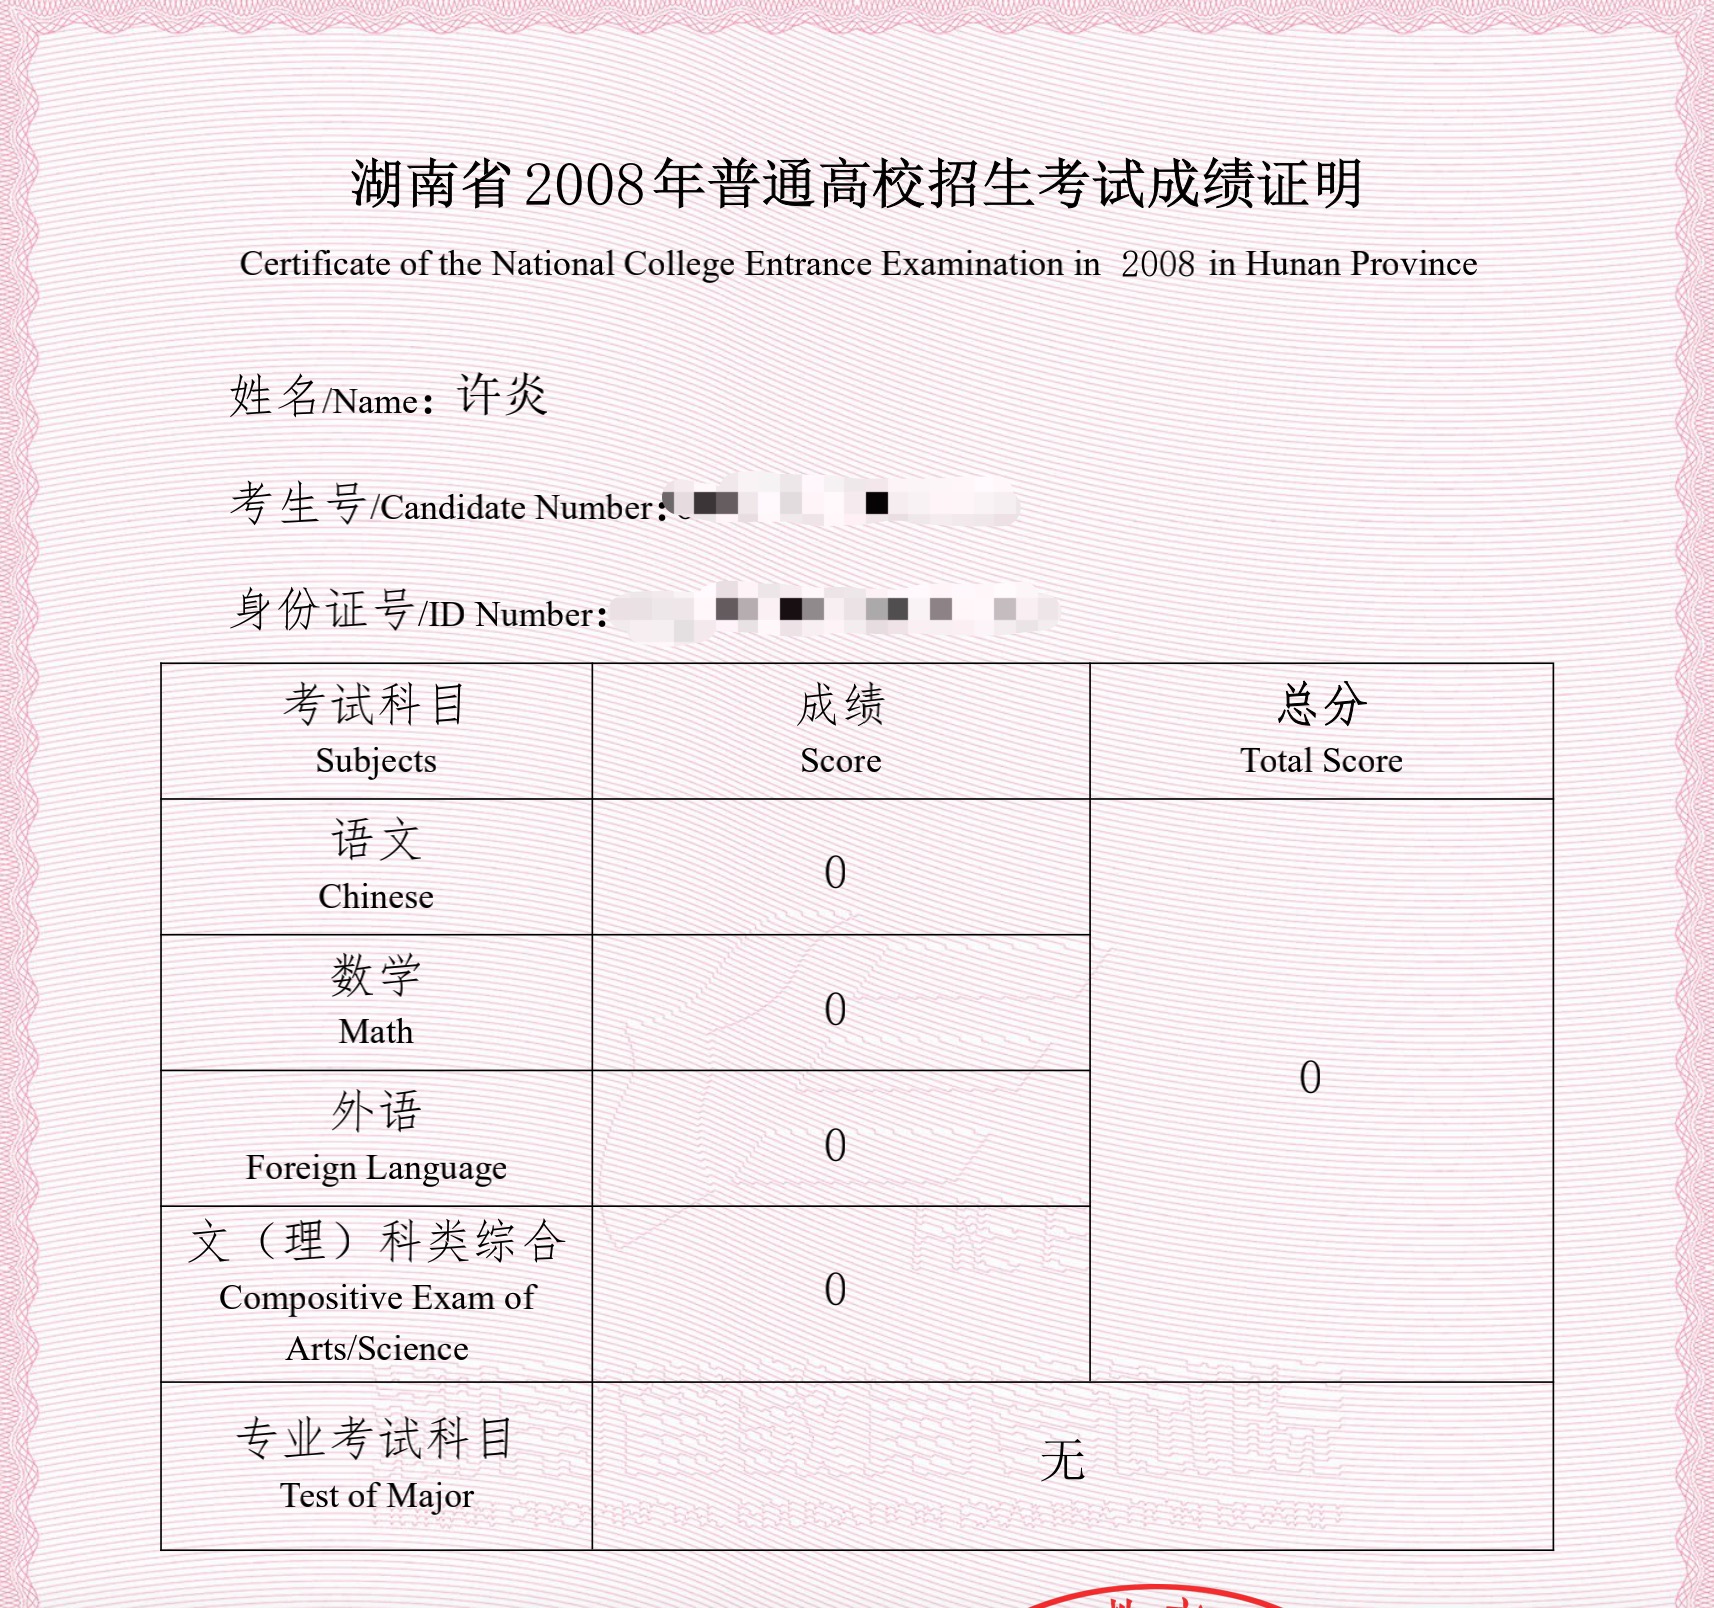 湖南省2008年普通高校招生考试成绩证明
Certificate of the National College Entrance Examination in 2008 in Hunan Province
姓名/Name：许炎
考生号/Candidate Number：
身份证号/ID Number：
考试科目 成绩 总分
Subjects Score Total Score
语文
Chinese
0
数学
Math
0
外语
Foreign Language
0
文（理）科类综合
Compositive Exam of
Arts/Science
0
0
专业考试科目
Test of Major
无